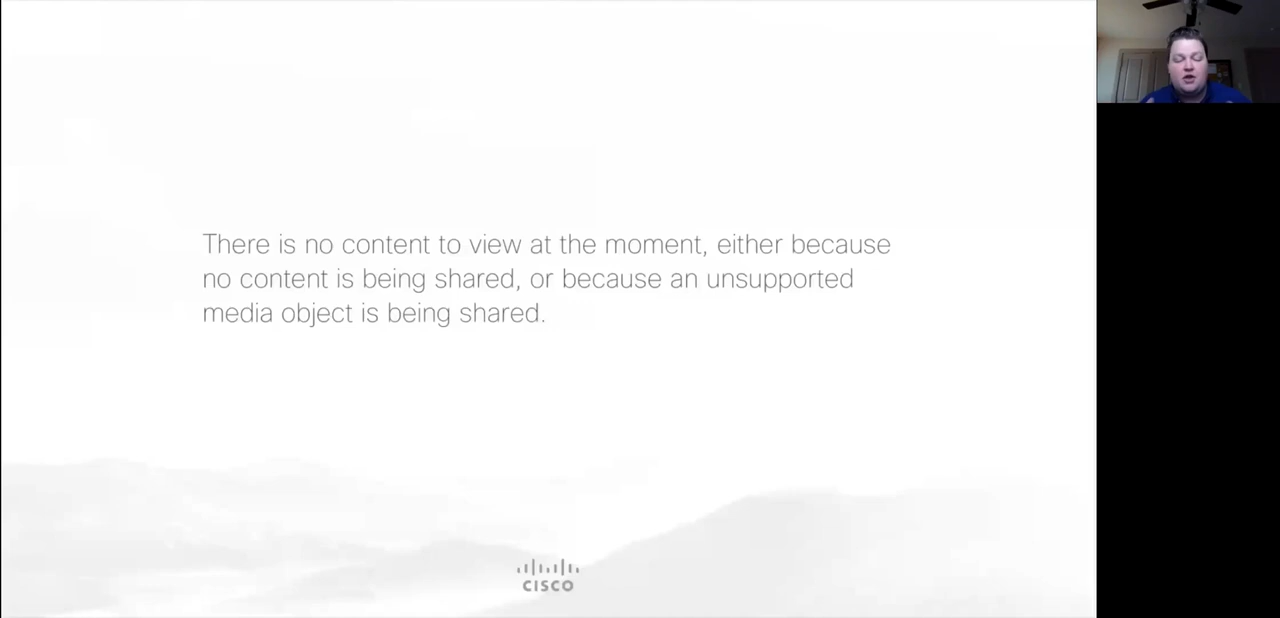 There is no content to view at the moment, either because
no content is being shared, or because an unsupported
media object is being shared.
CISCO